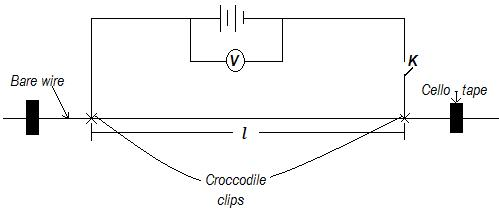 V
K
Bare wire
Cello - tape
l
Croccodile
clips